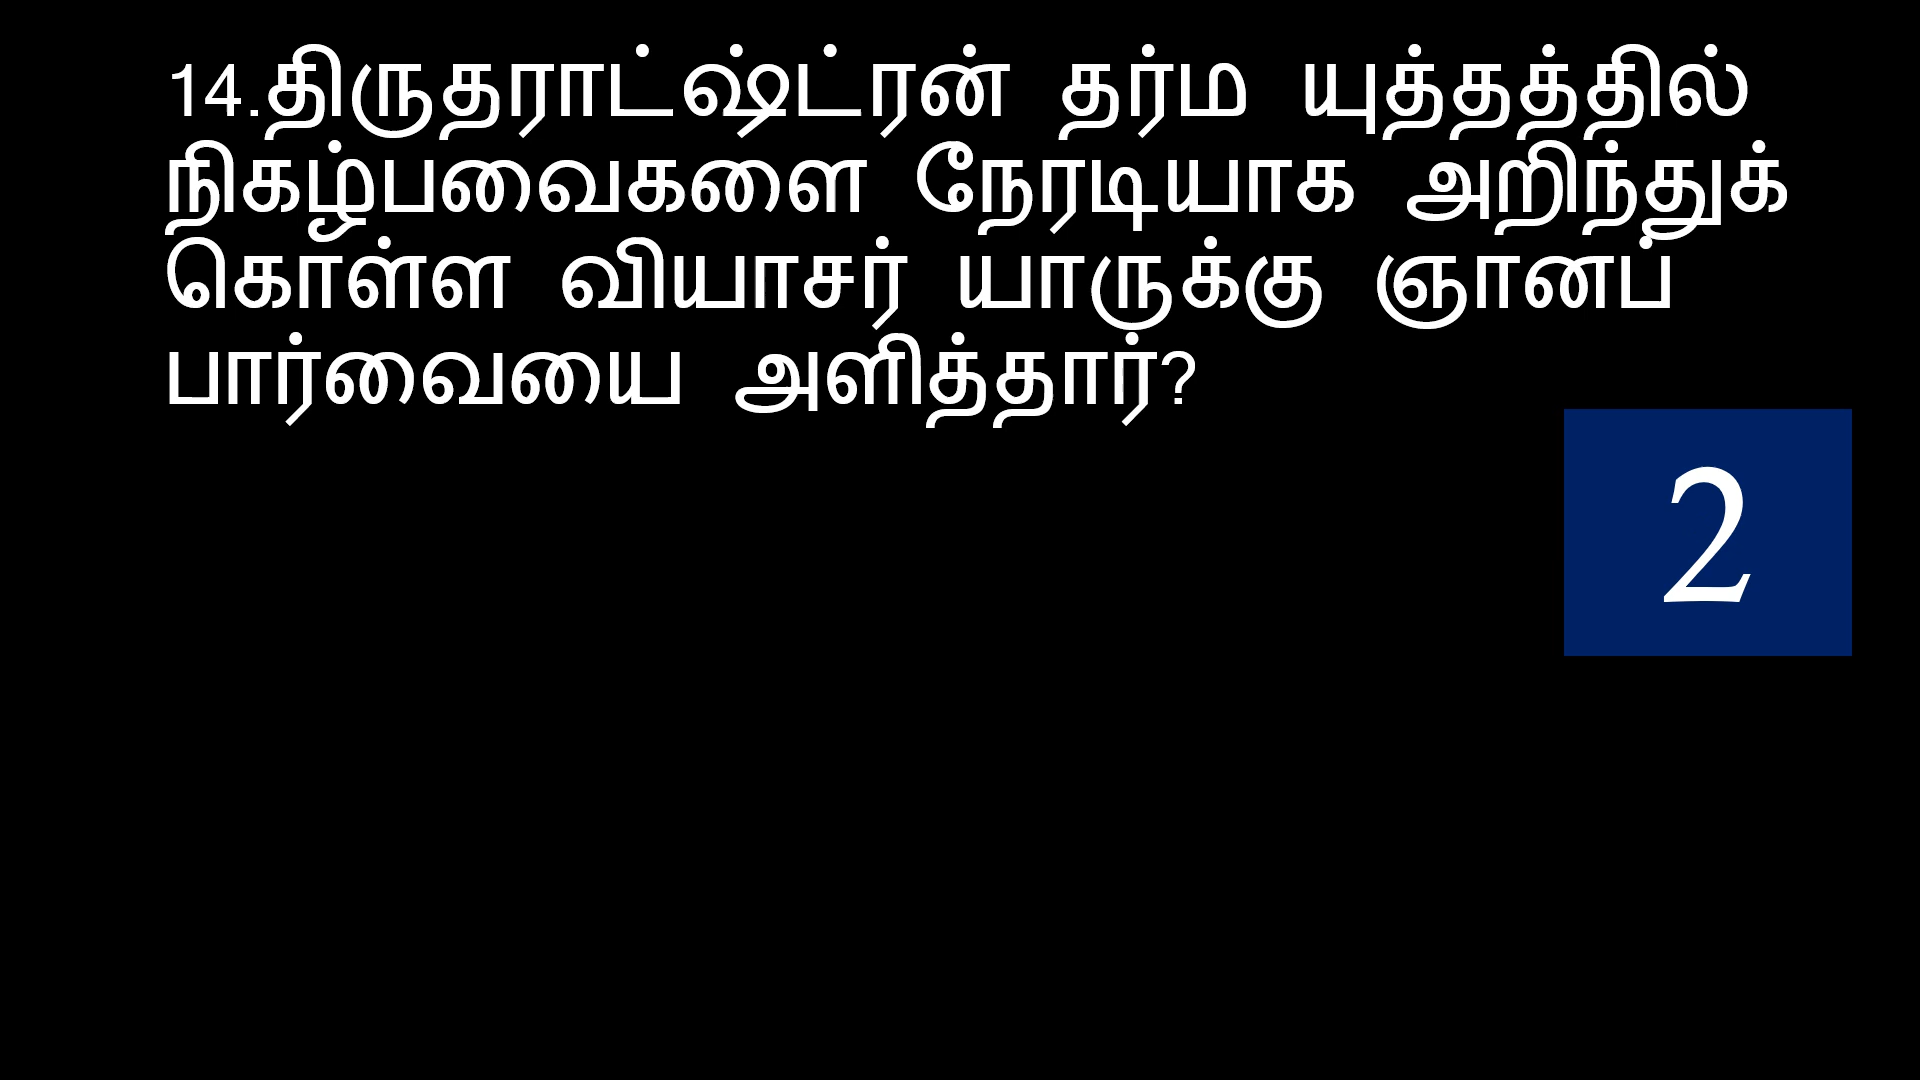 14.திருதராட்ஷ்ட்ரன் தர்ம யுத்தத்தில்
நிகழ்பவைகளை நேரடியாக அறிந்துக்
கொள்ள வியாசர் யாருக்கு ஞானப்
பார்வையை அளித்தார்?
2